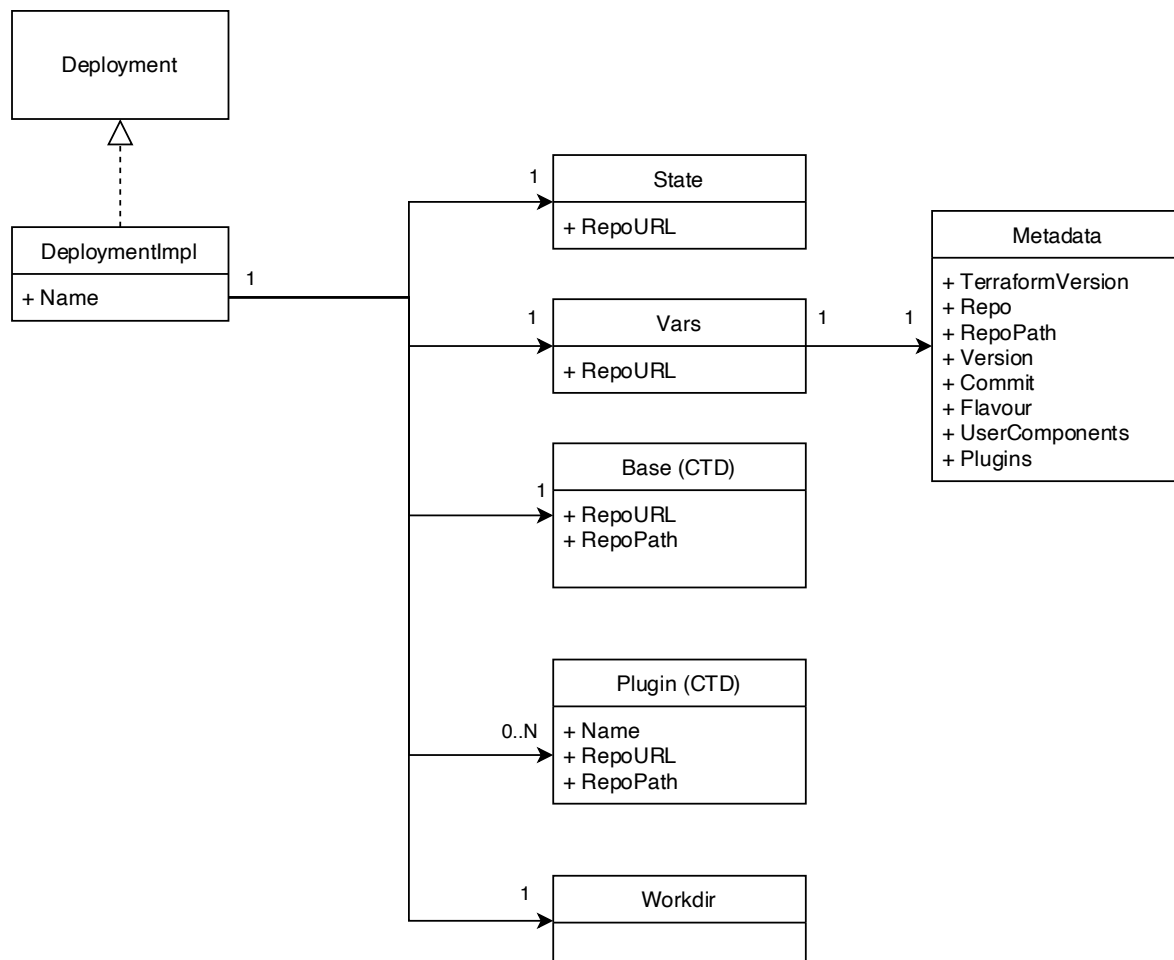 Deployment
DeploymentImpl
+ Name
1
1
State
+ RepoURL
1
Vars
+ RepoURL
1
1
Metadata
+ TerraformVersion
+ Repo
+ RepoPath
+ Version
+ Commit
+ Flavour
+ UserComponents
+ Plugins
1
Base (CTD)
+ RepoURL
+ RepoPath
0..N
Plugin (CTD)
+ Name
+ RepoURL
+ RepoPath
1
Workdir